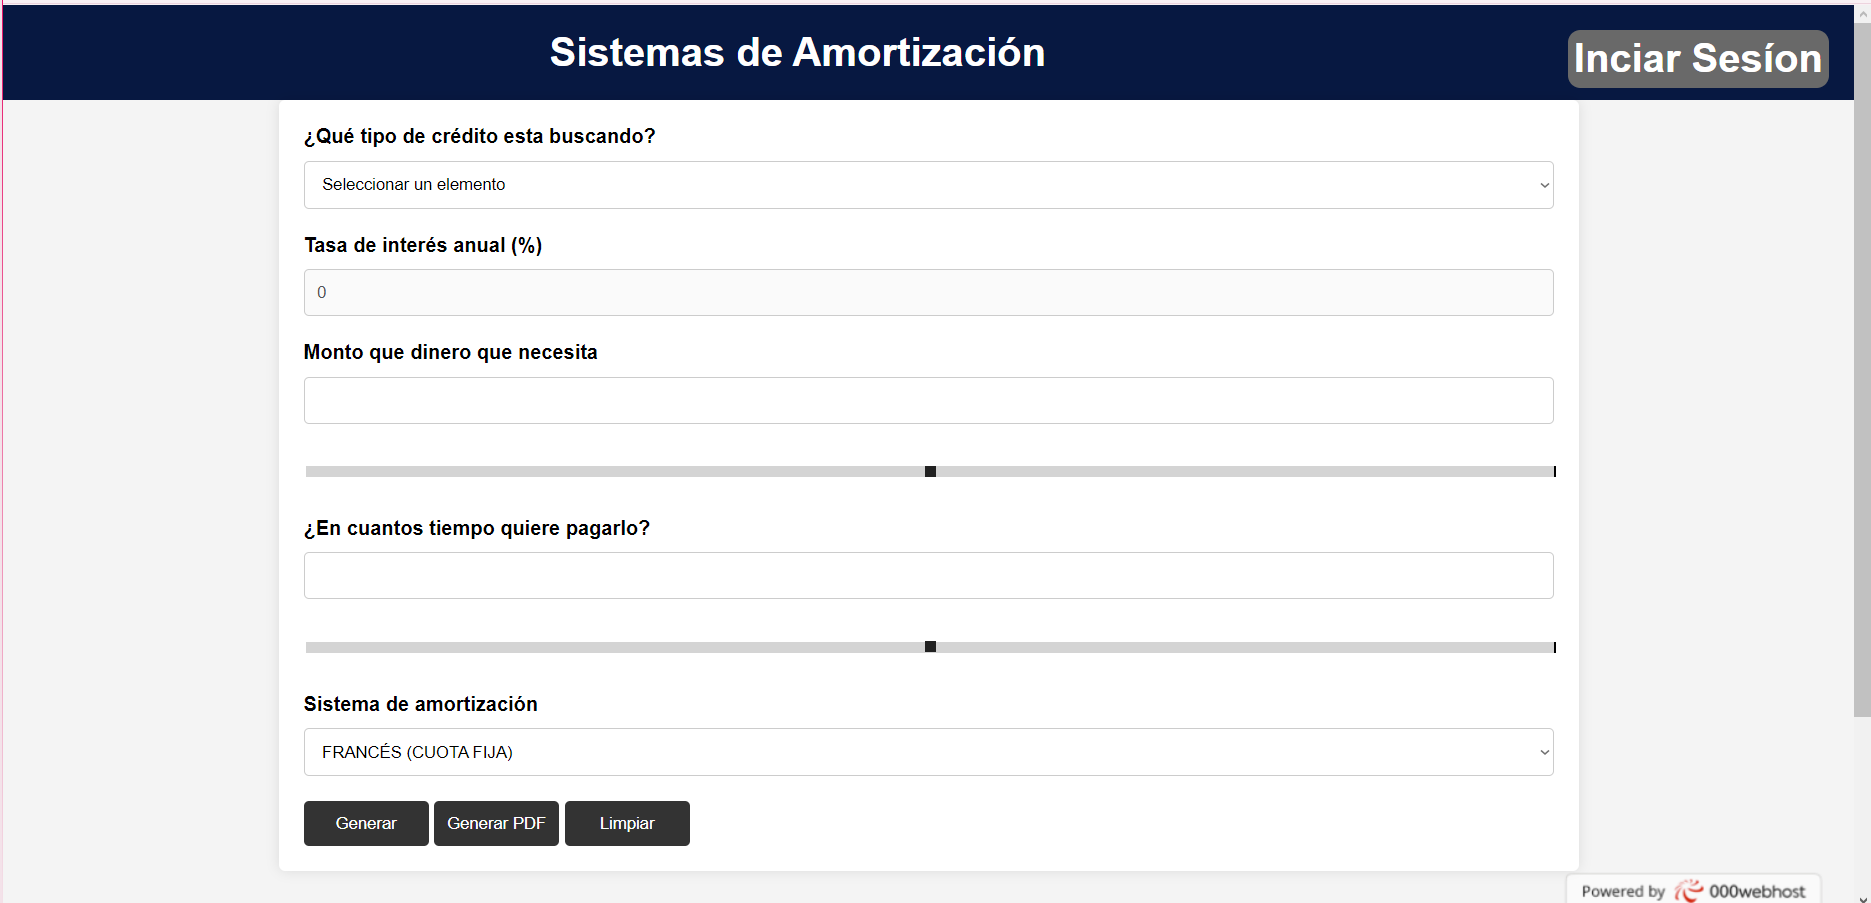 Sistemas de Amortización
Inciar Sesíon
¿Qué tipo de crédito esta buscando?
Seleccionar un elemento
Tasa de interés anual (%)
0
Monto que dinero que necesita
¿En cuantos tiempo quiere pagarlo?
Sistema de amortización
FRANCÉS (CUOTA FIJA)
Generar Generar PDF Limpiar
Powered by 000webhost